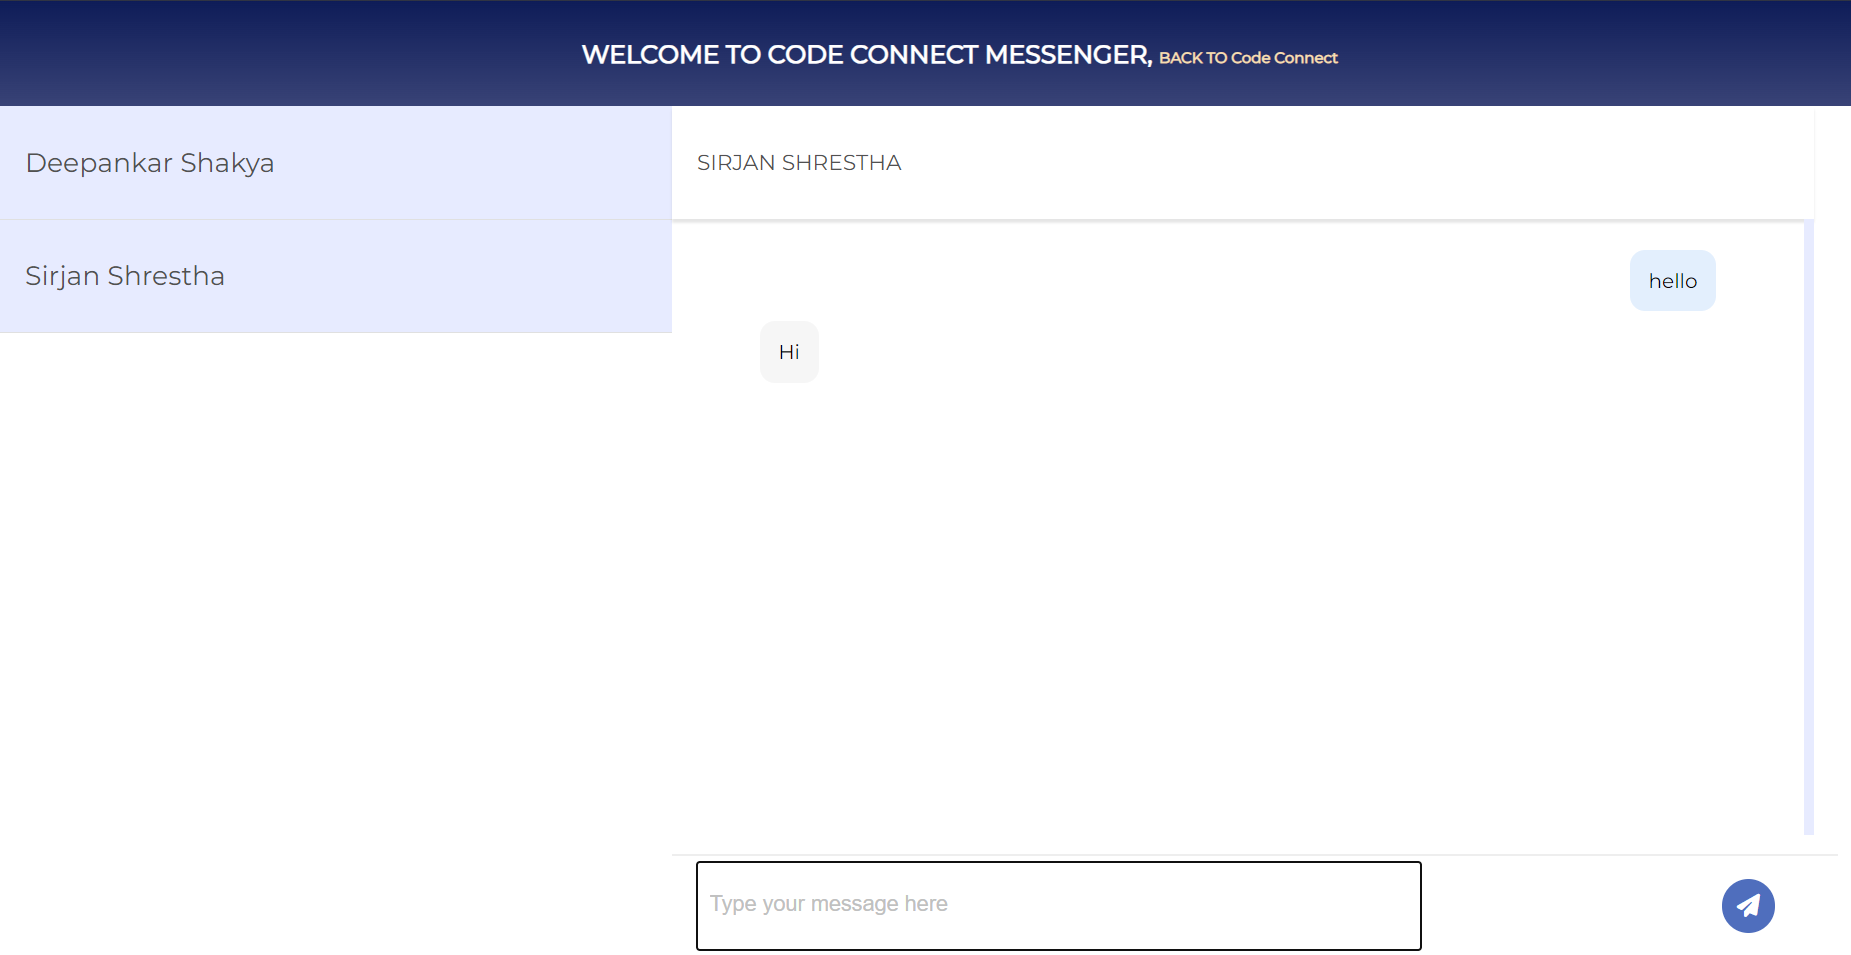 WELCOME TO CODE CONNECT MESSENGER, BACK TO Code Connect
Deepankar Shakya
Sirjan Shrestha
SIRJAN SHRESTHA
hello
Hi
Type your message here